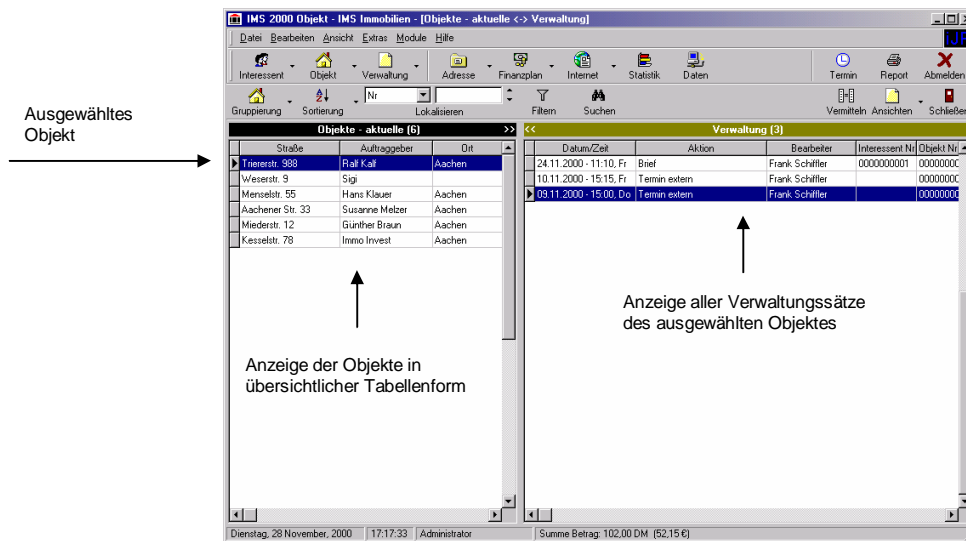 IMS 2000 Objekt - IMS Immobilien - [Objekte - aktuelle <-> Verwaltung]
Datei Bearbeiten Ansicht Extras Module Hilfe
Interessent Objekt Verwaltung Adresse Finanzplan Internet Statistik Daten Termin Report Abmelden
Nr
Gruppierung Sortierung Lokalisieren Filtern Suchen Vermitteln Ansichten Schließen
Ausgewähltes
Objekt
Objekte - aktuelle (6) >> << Verwaltung (3)
Straße Auftraggeber Ort Datum/Zeit Aktion Bearbeiter Interessent Nr Objekt Nr
Triererstr. 988 Ralf Kalf Aachen 24.11.2000 - 11:10, Fr Brief Frank Schiffler 0000000001
Weserstr. 9 Sigi 10.11.2000 - 15:15, Fr Termin extern Frank Schiffler
Menselstr. 55 Hans Klauer Aachen 09.11.2000 - 15:00, Do Termin extern Frank Schiffler
Aachener Str. 33 Susanne Melzer Aachen
Miederstr. 12 Günther Braun Aachen
Kesselstr. 78 Immo Invest Aachen
Anzeige aller Verwaltungssätze
des ausgewählten Objektes
Anzeige der Objekte in
übersichtlicher Tabellenform
Dienstag, 28 November, 2000 17:17:33 Administrator Summe Betrag: 102,00 DM (52,15 €)